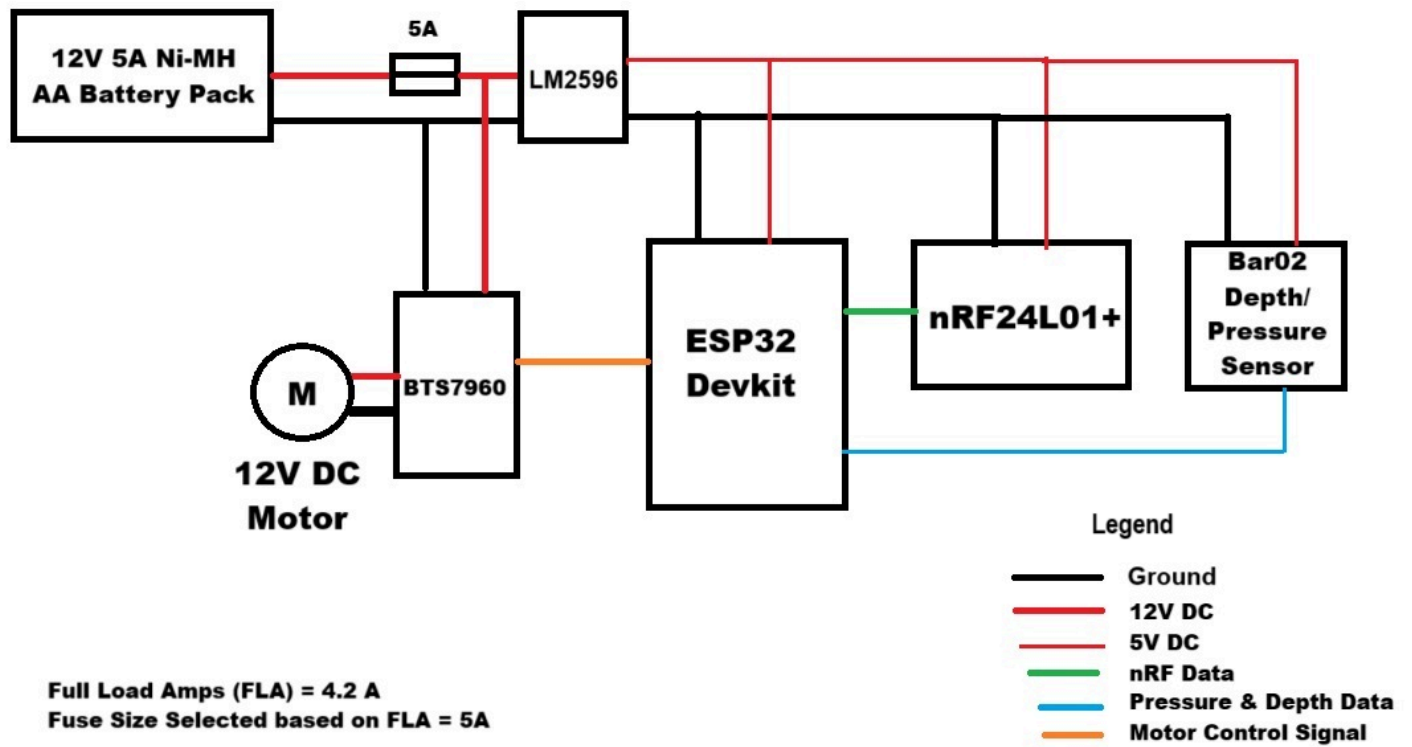 12V 5A Ni-MH
AA Battery Pack
5A
LM2596
BTS7960
M
12V DC
Motor
ESP32
Devkit
nRF24L01+
Bar02
Depth/
Pressure
Sensor
Legend
Ground
12V DC
5V DC
nRF Data
Pressure & Depth Data
Motor Control Signal
Full Load Amps (FLA) = 4.2 A
Fuse Size Selected based on FLA = 5A